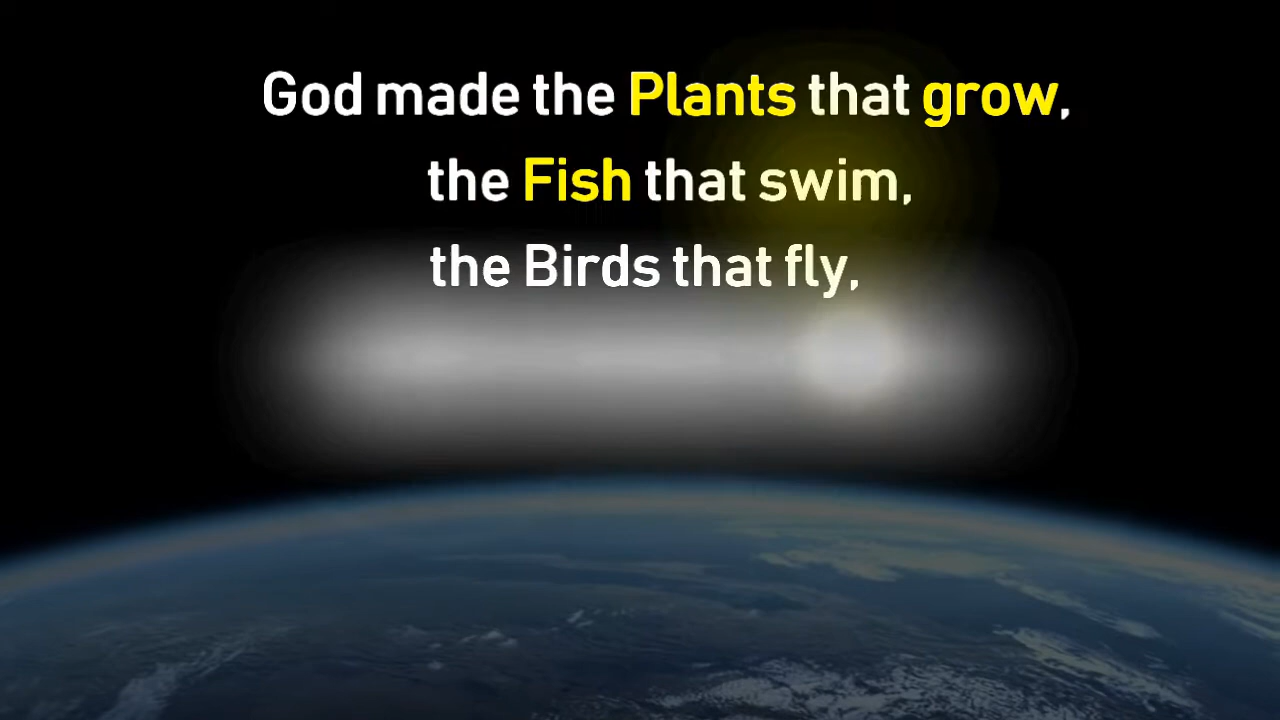 God made the Plants that grow,
the Fish that swim,
the Birds that fly,